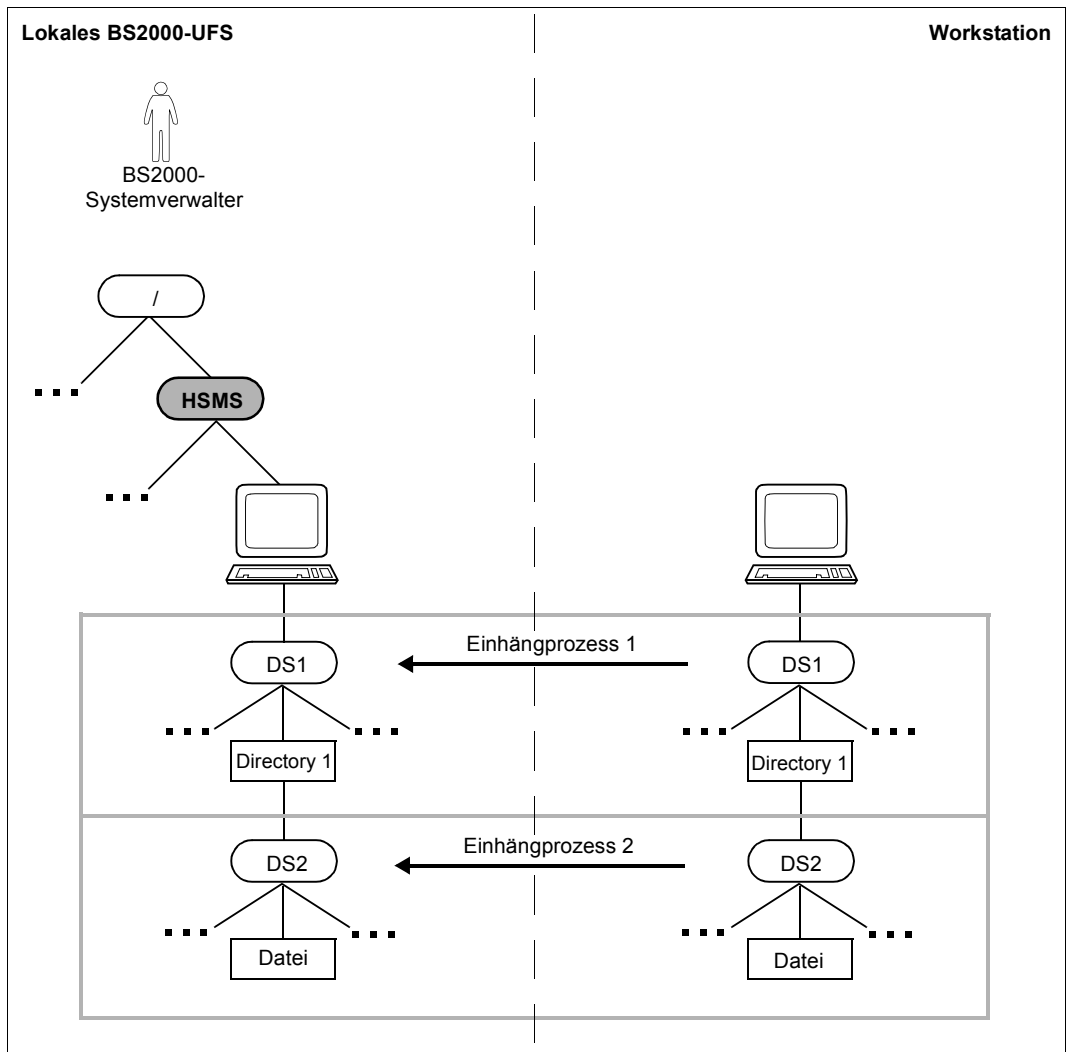 Lokales BS2000-UFS
Workstation
BS2000-
Systemverwalter
/
...
HSMS
...
Einhängprozess 1
DS1
DS1
... ...
... ...
Directory 1
Directory 1
Einhängprozess 2
DS2
DS2
... ...
... ...
Datei
Datei